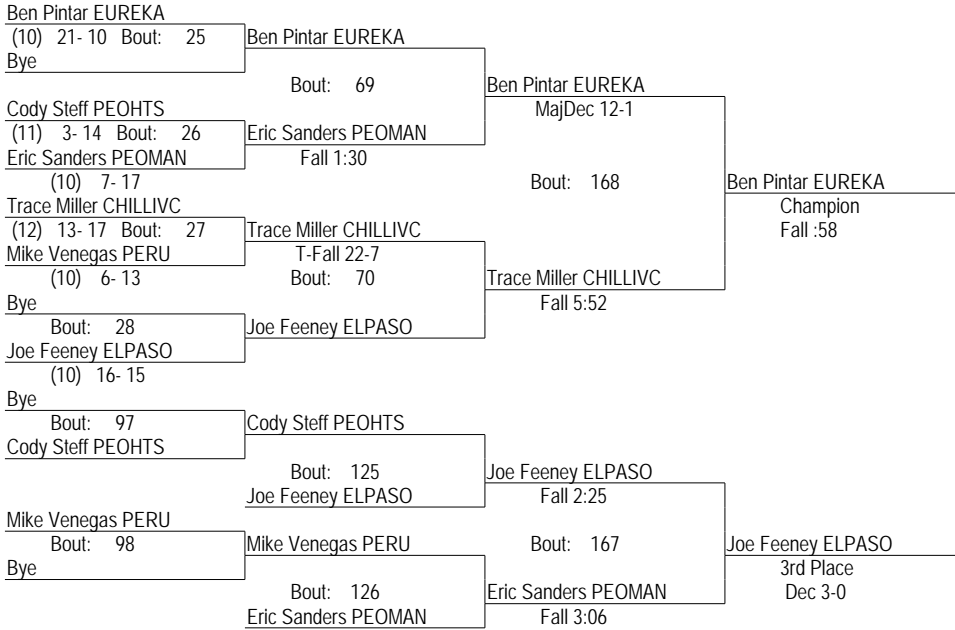 Ben Pintar EUREKA
(10) 21- 10 Bout: 25 Ben Pintar EUREKA
Bye
Bout: 69 Ben Pintar EUREKA
Cody Steff PEOHTS MajDec 12-1
(11) 3- 14 Bout: 26 Eric Sanders PEOMAN
Eric Sanders PEOMAN Fall 1:30
(10) 7- 17 Bout: 168 Ben Pintar EUREKA
Trace Miller CHILLIVC Champion
(12) 13- 17 Bout: 27 Trace Miller CHILLIVC Fall :58
Mike Venegas PERU T-Fall 22-7
(10) 6- 13 Bout: 70 Trace Miller CHILLIVC
Bye Fall 5:52
Bout: 28 Joe Feeney ELPASO
Joe Feeney ELPASO
(10) 16- 15
Bye
Bout: 97 Cody Steff PEOHTS
Cody Steff PEOHTS
Bout: 125 Joe Feeney ELPASO
Joe Feeney ELPASO Fall 2:25
Mike Venegas PERU
Bout: 98 Mike Venegas PERU Bout: 167 Joe Feeney ELPASO
Bye 3rd Place
Bout: 126 Eric Sanders PEOMAN Dec 3-0
Eric Sanders PEOMAN Fall 3:06